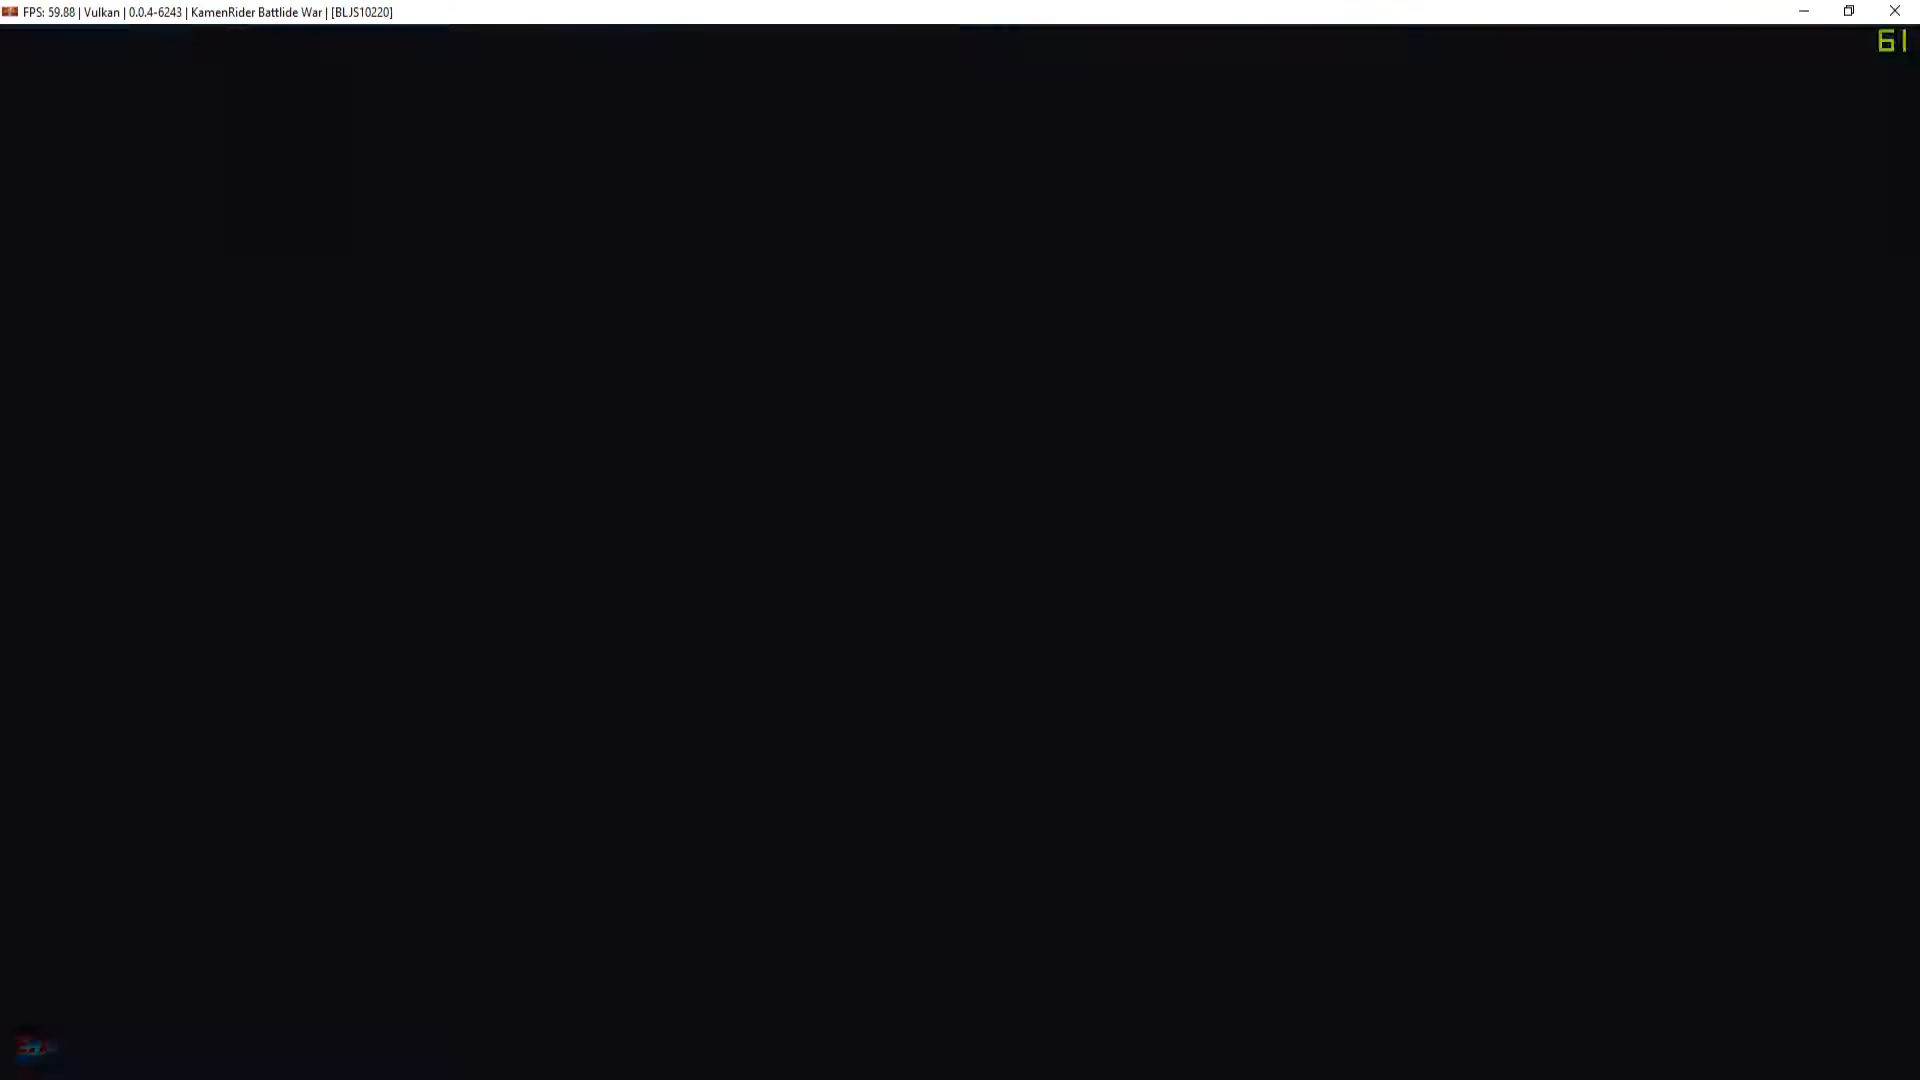 FPS: 59.88 | Vulkan | 0.0.4-6243 | KamenRider Battlide War | [BLJS10220]
61